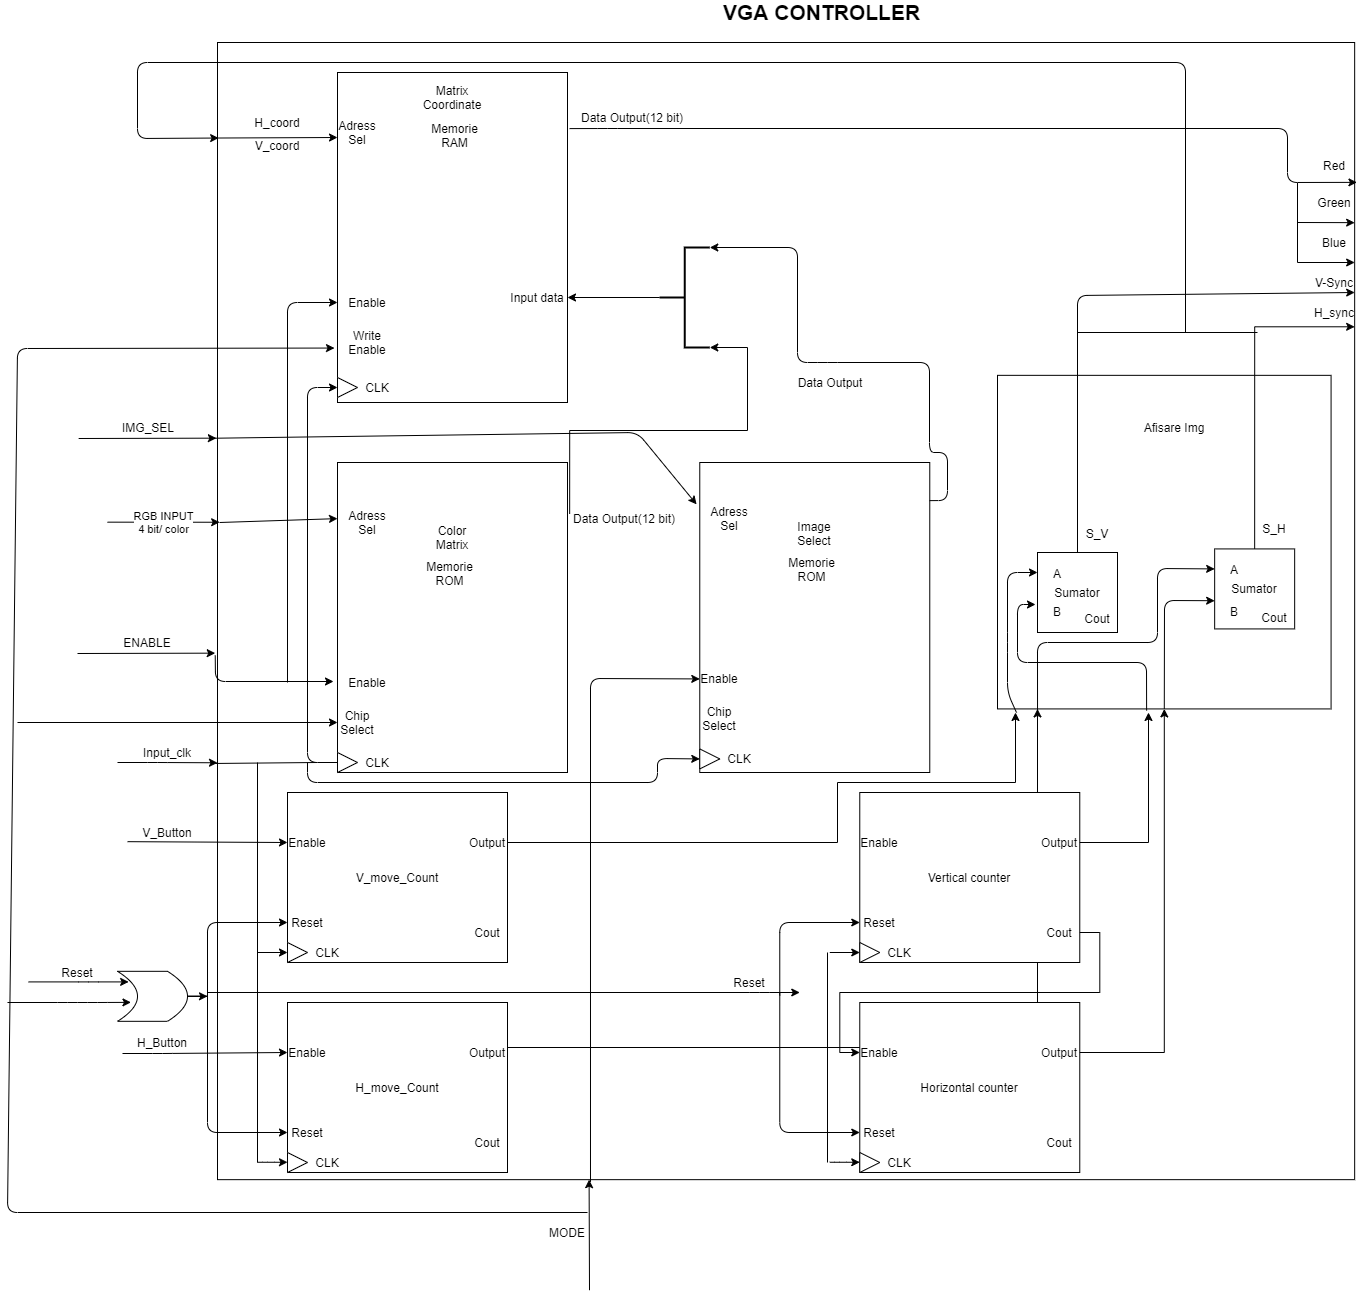 VGA CONTROLLER
Matrix
Coordinate
Memorie
RAM
H_coord
V_coord
Adress
Sel
Data Output(12 bit)
Red
Green
Blue
V-Sync
H_sync
Enable
Input data
Write
Enable
CLK
Data Output
IMG_SEL
Afisare Img
RGB INPUT
4 bit/ color
Adress
Sel
Color
Matrix
Memorie
ROM
Data Output(12 bit)
Adress
Sel
Image
Select
Memorie
ROM
S_V
S_H
A
Sumator
B
Cout
A
Sumator
B
Cout
ENABLE
Enable
Chip
Select
CLK
Enable
Chip
Select
CLK
Input_clk
V_Button
Enable
Output
V_move_Count
Reset
Cout
CLK
Enable
Output
Vertical counter
Reset
Cout
CLK
Reset
Reset
H_Button
Enable
Output
H_move_Count
Reset
Cout
CLK
Enable
Output
Horizontal counter
Reset
Cout
CLK
MODE